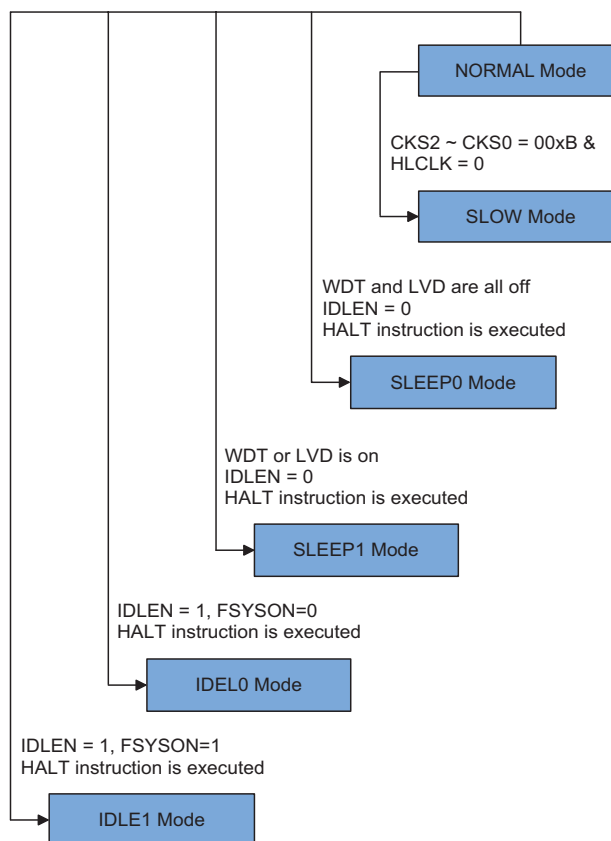 NORMAL Mode
CKS2 ~ CKS0 = 00xB &
HLCLK = 0
SLOW Mode
WDT and LVD are all off
IDLEN = 0
HALT instruction is executed
SLEEP0 Mode
WDT or LVD is on
IDLEN = 0
HALT instruction is executed
SLEEP1 Mode
IDLEN = 1, FSYSON=0
HALT instruction is executed
IDEL0 Mode
IDLEN = 1, FSYSON=1
HALT instruction is executed
IDLE1 Mode